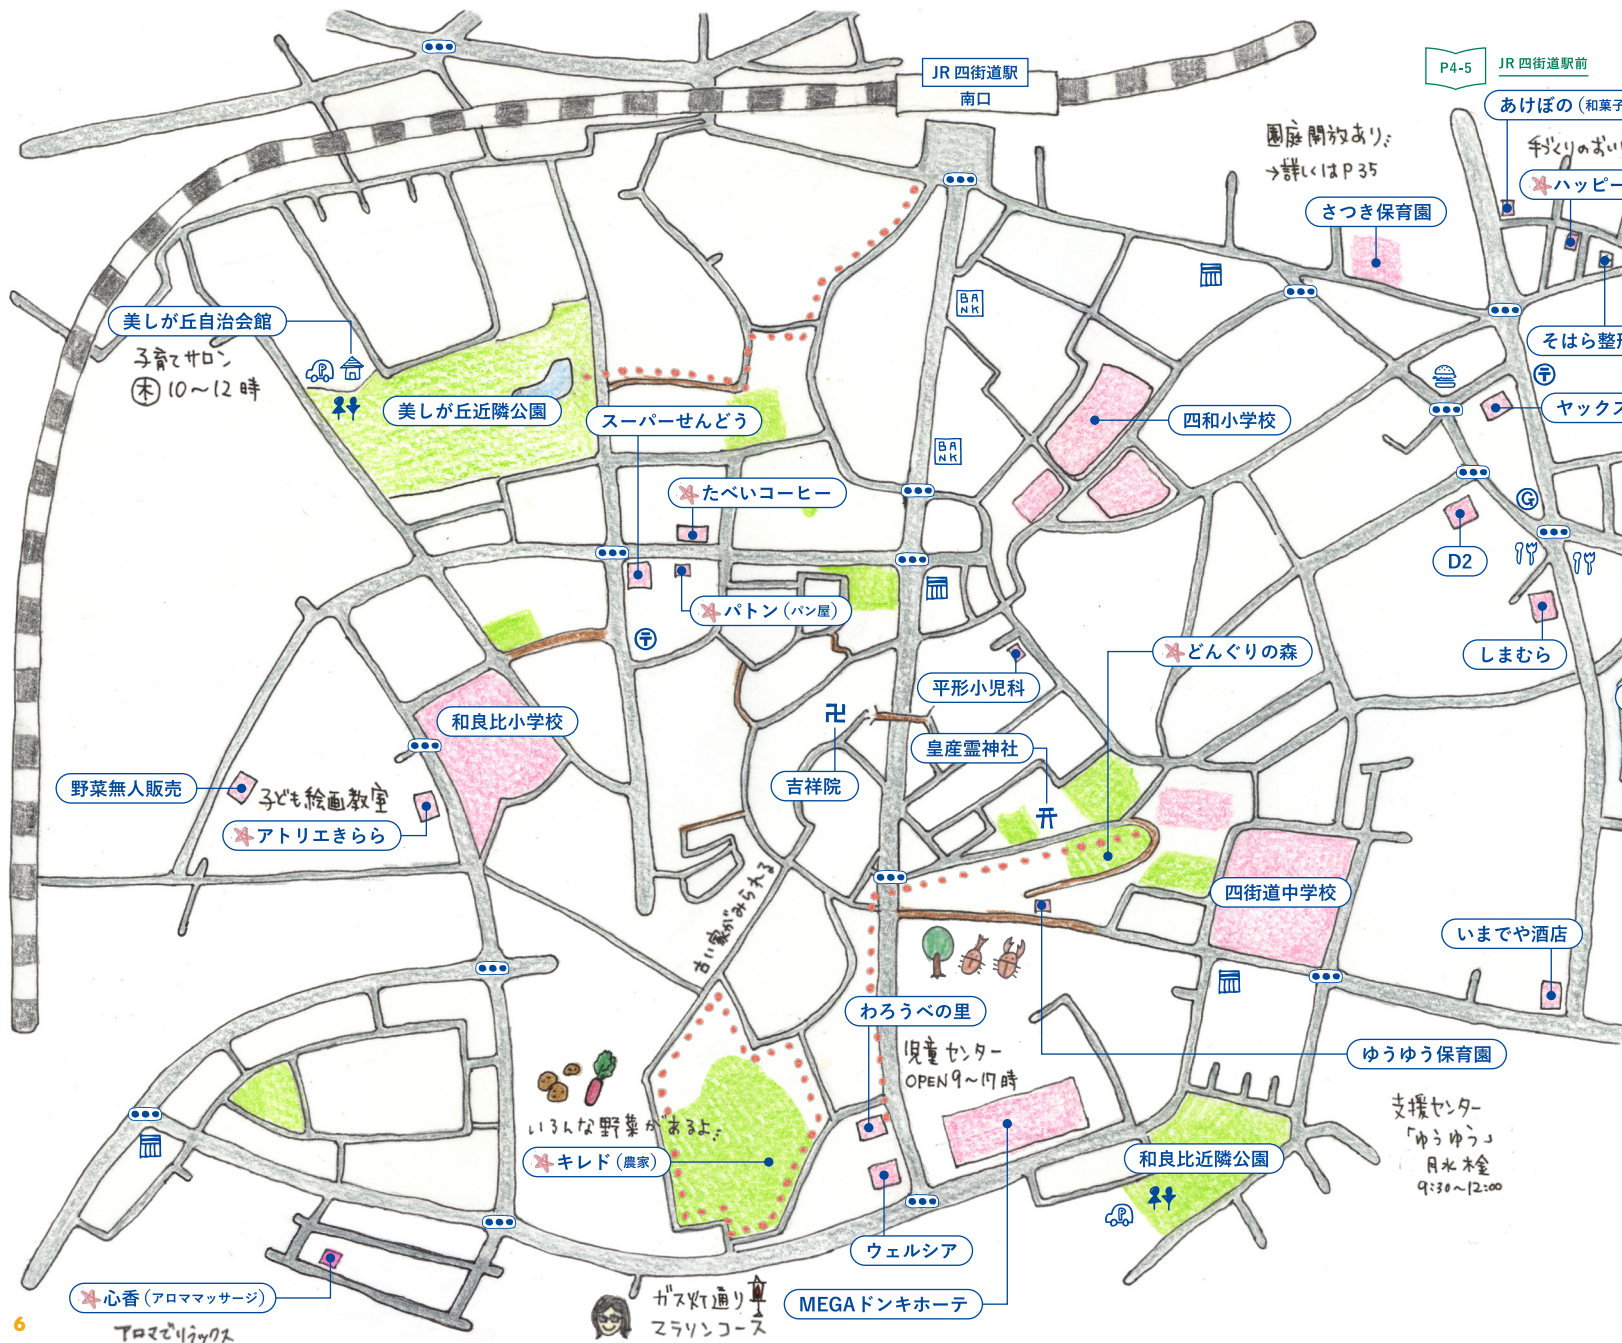 JR 四街道駅
南口
P4-5
JR 四街道駅前
あけぼの（和菓子
手づくりのおいし
園庭開放あり
→詳しくはP35
ハッピー
さつき保育園
BANK
美しが丘自治会館
そはら整形
子育てサロン
木 10〜12時
P
美しが丘近隣公園
スーパーせんどう
四和小学校
ヤックス
BANK
たべいコーヒー
G
D2
パトン（パン屋）
しまむら
どんぐりの森
平形小児科
和良比小学校
皇産霊神社
吉祥院
野菜無人販売
子ども絵画教室
アトリエきらら
古い家がみられる
四街道中学校
いまでや酒店
わろうべの里
児童センター
OPEN9〜17時
ゆうゆう保育園
いろんな野菜があるよ
キレド（農家）
支援センター
「ゆうゆう」
月水木金
9:30〜12:00
和良比近隣公園
P
ウェルシア
心香（アロママッサージ）
MEGAドンキホーテ
ガス灯通り
マラソンコース
アロマでリラックス
6